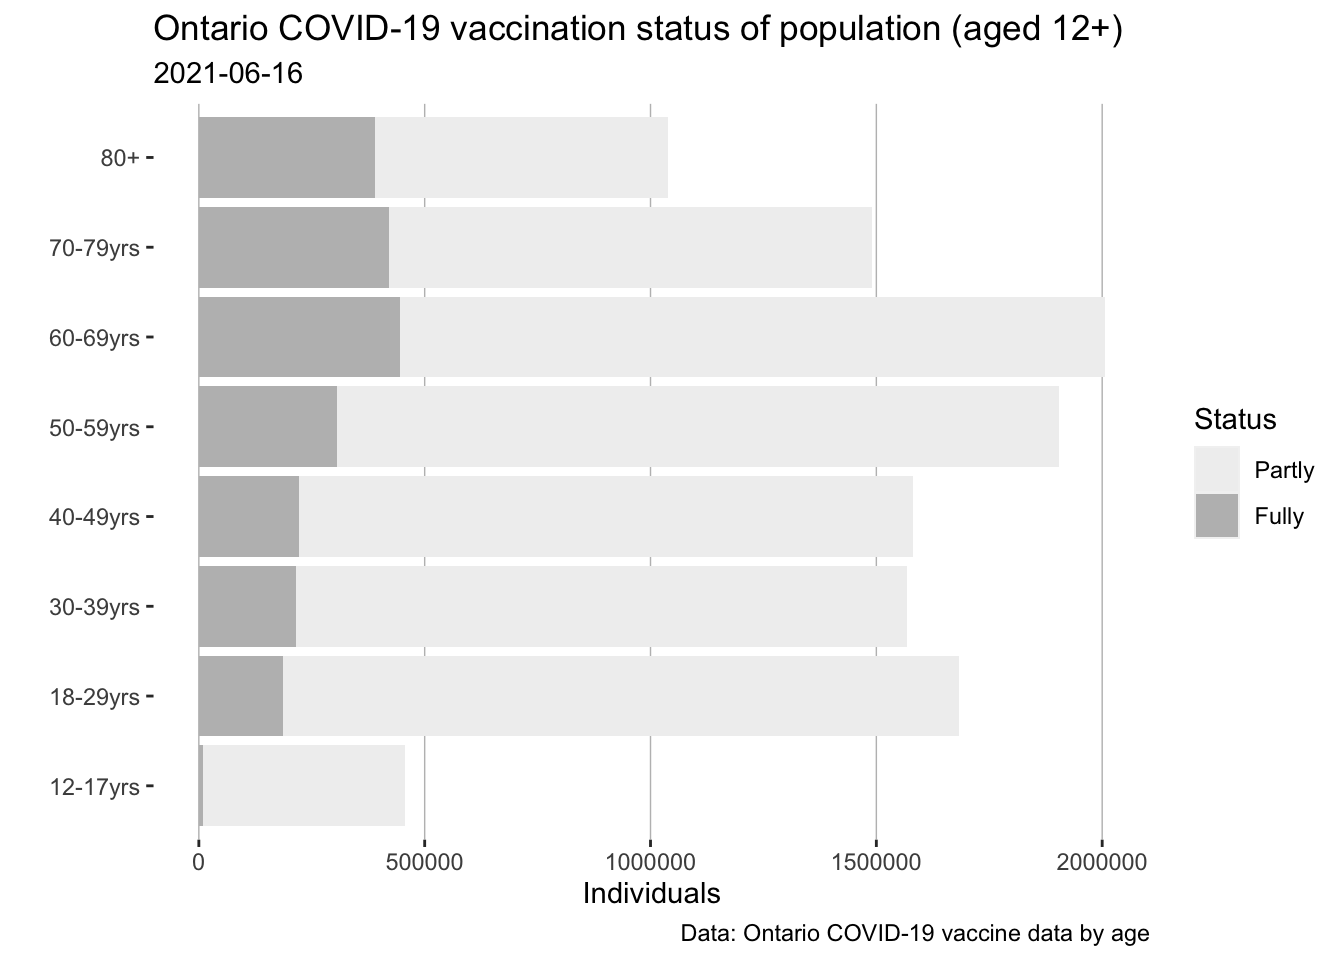 Ontario COVID-19 vaccination status of population (aged 12+)
2021-06-16
80+
70-79yrs
60-69yrs
50-59yrs
40-49yrs
30-39yrs
18-29yrs
12-17yrs
0 500000 1000000 1500000 2000000
Individuals
Status
Partly
Fully
Data: Ontario COVID-19 vaccine data by age